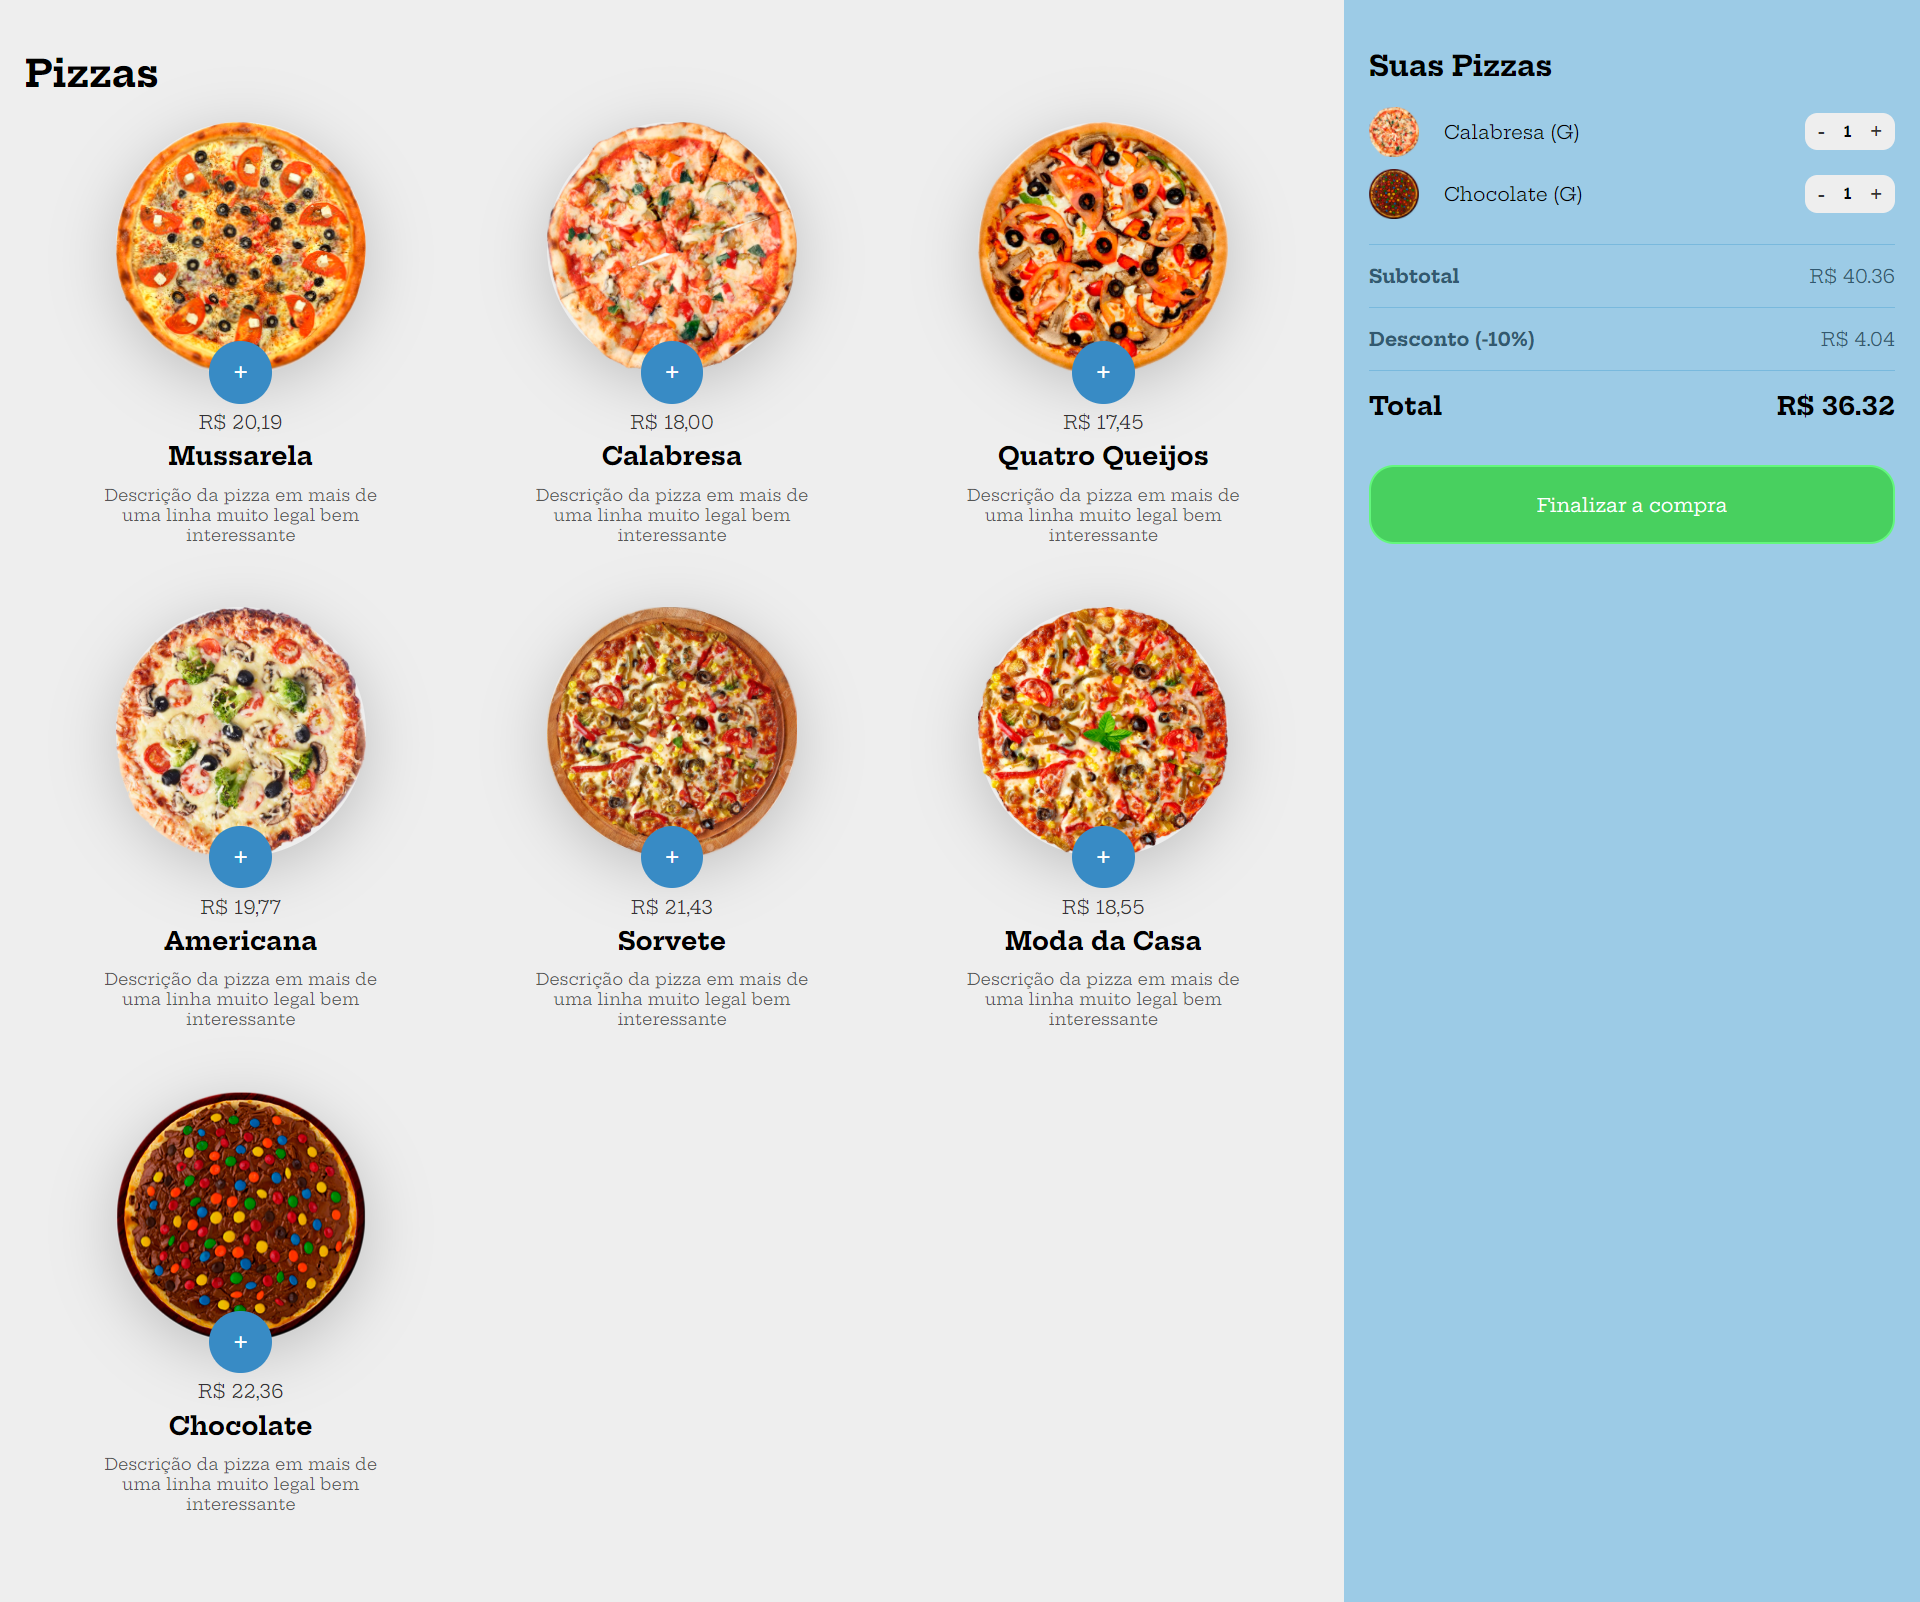 Pizzas
+
R$ 20,19
Mussarela
Descrição da pizza em mais de
uma linha muito legal bem
interessante
+
R$ 18,00
Calabresa
Descrição da pizza em mais de
uma linha muito legal bem
interessante
+
R$ 17,45
Quatro Queijos
Descrição da pizza em mais de
uma linha muito legal bem
interessante
+
R$ 19,77
Americana
Descrição da pizza em mais de
uma linha muito legal bem
interessante
+
R$ 21,43
Sorvete
Descrição da pizza em mais de
uma linha muito legal bem
interessante
+
R$ 18,55
Moda da Casa
Descrição da pizza em mais de
uma linha muito legal bem
interessante
+
R$ 22,36
Chocolate
Descrição da pizza em mais de
uma linha muito legal bem
interessante
Suas Pizzas
Calabresa (G) - 1 +
Chocolate (G) - 1 +
Subtotal R$ 40.36
Desconto (-10%) R$ 4.04
Total R$ 36.32
Finalizar a compra